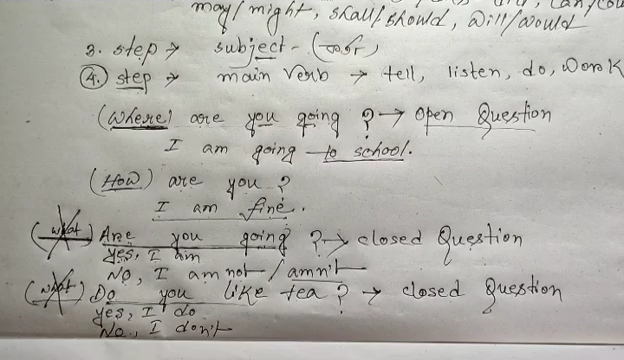 may/might, shall/should, will/would
3. step → subject -
4. step → main verb → tell, listen, do, work
(Where) are you going ? → open Question
I am going to school.
(How) are you ?
I am fine.
(what) Are you going ? → closed Question
yes, I am
No, I am not / amn't
(what) Do you like tea ? → closed Question
yes, I do
No, I don't